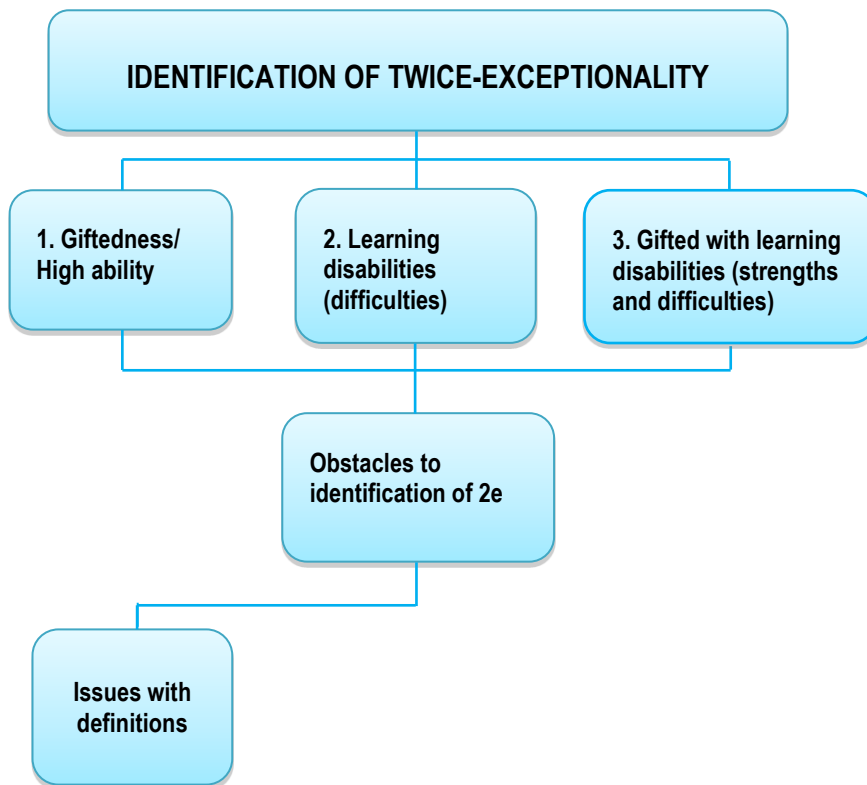 IDENTIFICATION OF TWICE-EXCEPTIONALITY
1. Giftedness/
High ability
2. Learning
disabilities
(difficulties)
3. Gifted with learning
disabilities (strengths
and difficulties)
Obstacles to
identification of 2e
Issues with
definitions